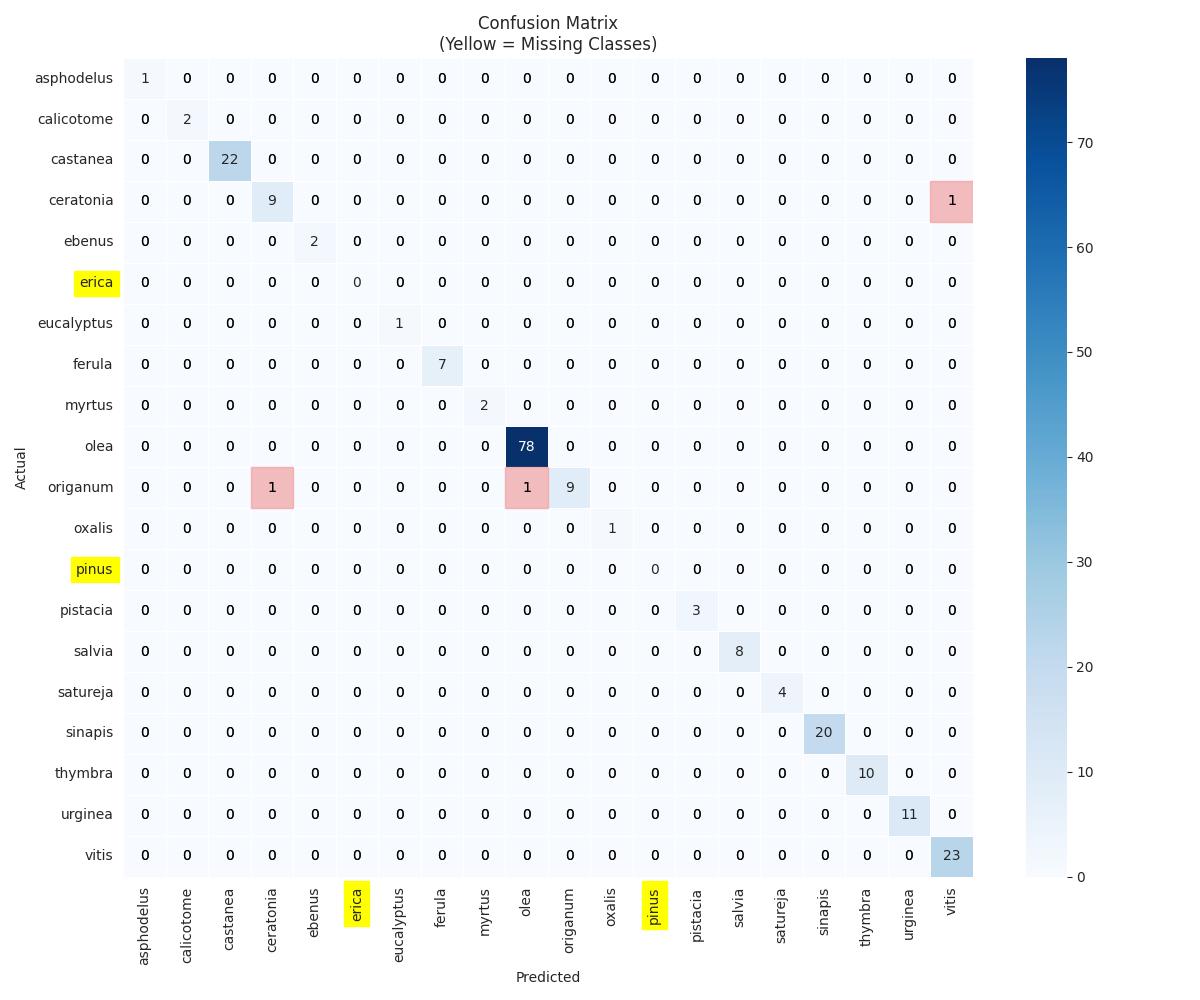 Confusion Matrix
(Yellow = Missing Classes)
Actual
asphodelus 1 0 0 0 0 0 0 0 0 0 0 0 0 0 0 0 0 0 0 0
calicotome 0 2 0 0 0 0 0 0 0 0 0 0 0 0 0 0 0 0 0 0
castanea 0 0 22 0 0 0 0 0 0 0 0 0 0 0 0 0 0 0 0 0
ceratonia 0 0 0 9 0 0 0 0 0 0 0 0 0 0 0 0 0 0 0 1
ebenus 0 0 0 0 2 0 0 0 0 0 0 0 0 0 0 0 0 0 0 0
erica 0 0 0 0 0 0 0 0 0 0 0 0 0 0 0 0 0 0 0 0
eucalyptus 0 0 0 0 0 0 1 0 0 0 0 0 0 0 0 0 0 0 0 0
ferula 0 0 0 0 0 0 0 7 0 0 0 0 0 0 0 0 0 0 0 0
myrtus 0 0 0 0 0 0 0 0 2 0 0 0 0 0 0 0 0 0 0 0
olea 0 0 0 0 0 0 0 0 0 78 0 0 0 0 0 0 0 0 0 0
origanum 0 0 0 1 0 0 0 0 0 1 9 0 0 0 0 0 0 0 0 0
oxalis 0 0 0 0 0 0 0 0 0 0 0 1 0 0 0 0 0 0 0 0
pinus 0 0 0 0 0 0 0 0 0 0 0 0 0 0 0 0 0 0 0 0
pistacia 0 0 0 0 0 0 0 0 0 0 0 0 0 3 0 0 0 0 0 0
salvia 0 0 0 0 0 0 0 0 0 0 0 0 0 0 8 0 0 0 0 0
satureja 0 0 0 0 0 0 0 0 0 0 0 0 0 0 0 4 0 0 0 0
sinapis 0 0 0 0 0 0 0 0 0 0 0 0 0 0 0 0 20 0 0 0
thymbra 0 0 0 0 0 0 0 0 0 0 0 0 0 0 0 0 0 10 0 0
urginea 0 0 0 0 0 0 0 0 0 0 0 0 0 0 0 0 0 0 11 0
vitis 0 0 0 0 0 0 0 0 0 0 0 0 0 0 0 0 0 0 0 23
asphodelus calicotome castanea ceratonia ebenus erica eucalyptus ferula myrtus olea origanum oxalis pinus pistacia salvia satureja sinapis thymbra urginea vitis
Predicted
70
60
50
40
30
20
10
0